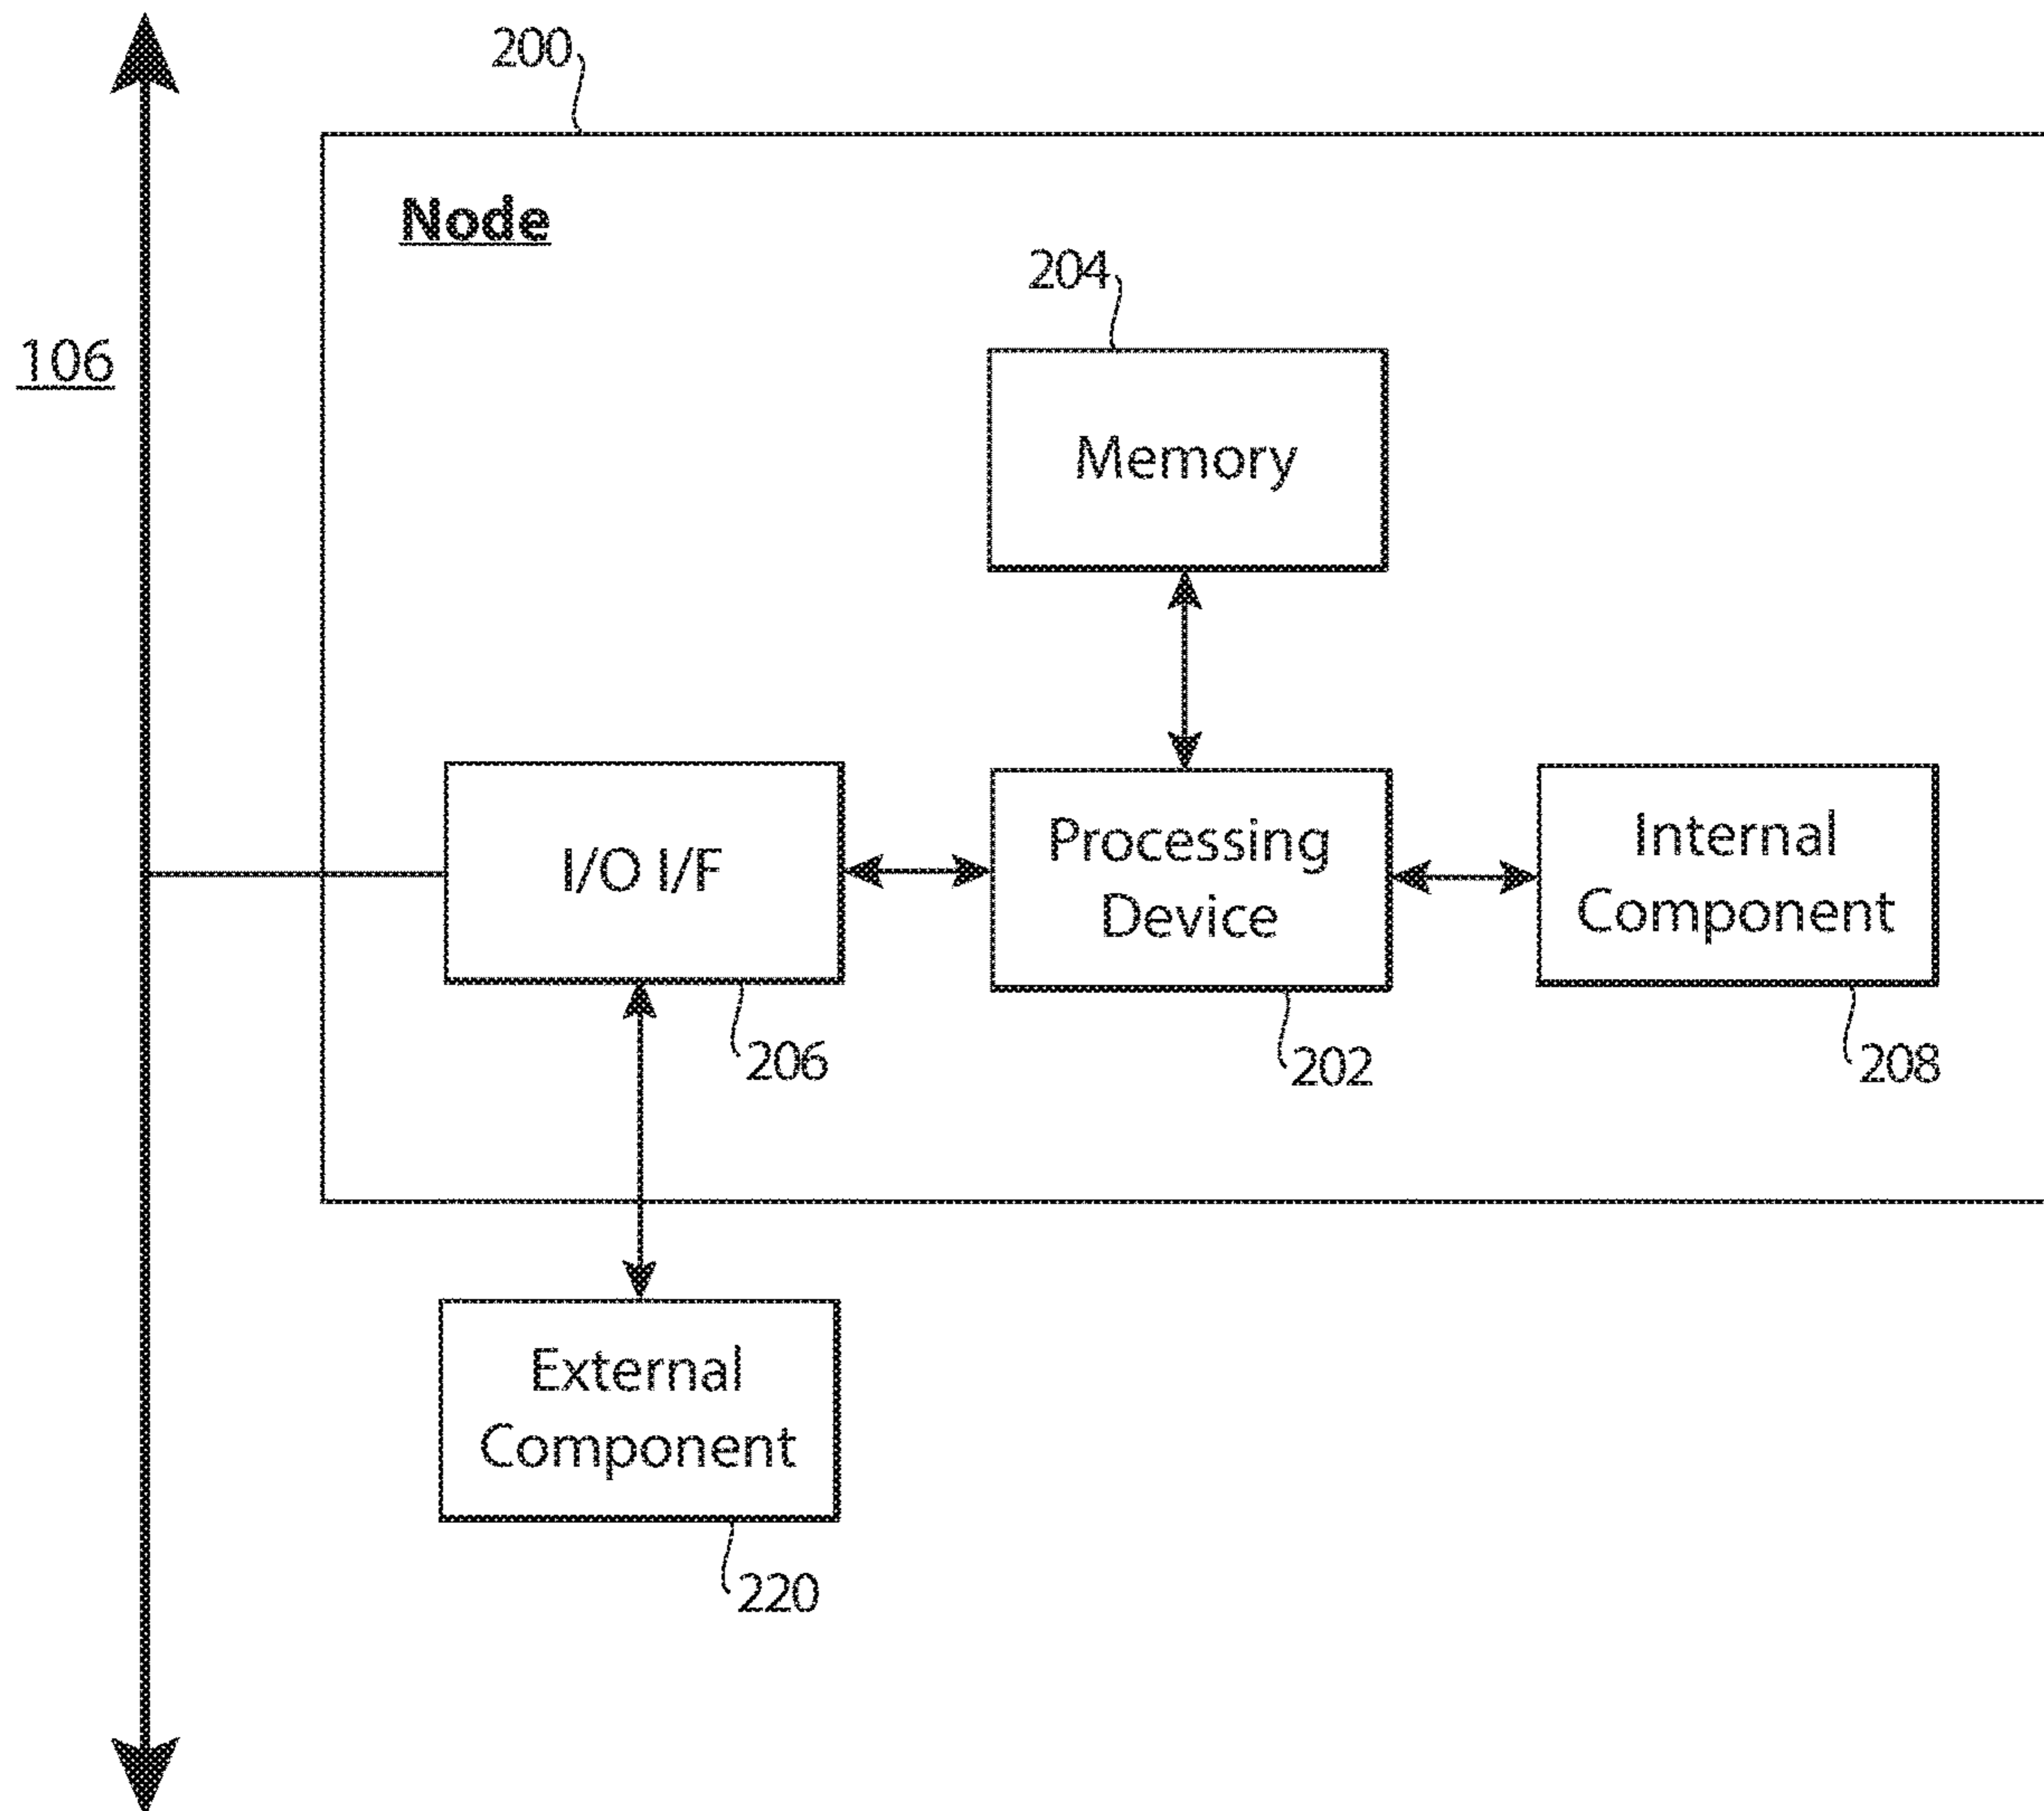 200
Node
204
106
Memory
I/O I/F
Processing
Device
Internal
Component
206
202
208
External
Component
220